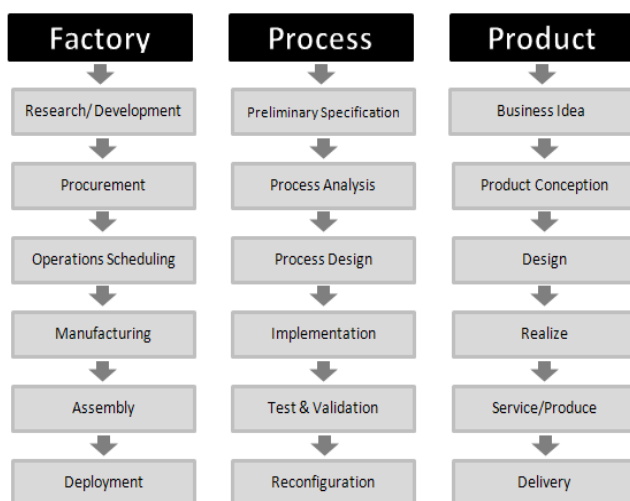 Factory
Process
Product
Research/ Development
Preliminary Specification
Business Idea
Procurement
Process Analysis
Product Conception
Operations Scheduling
Process Design
Design
Manufacturing
Implementation
Realize
Assembly
Test & Validation
Service/Produce
Deployment
Reconfiguration
Delivery